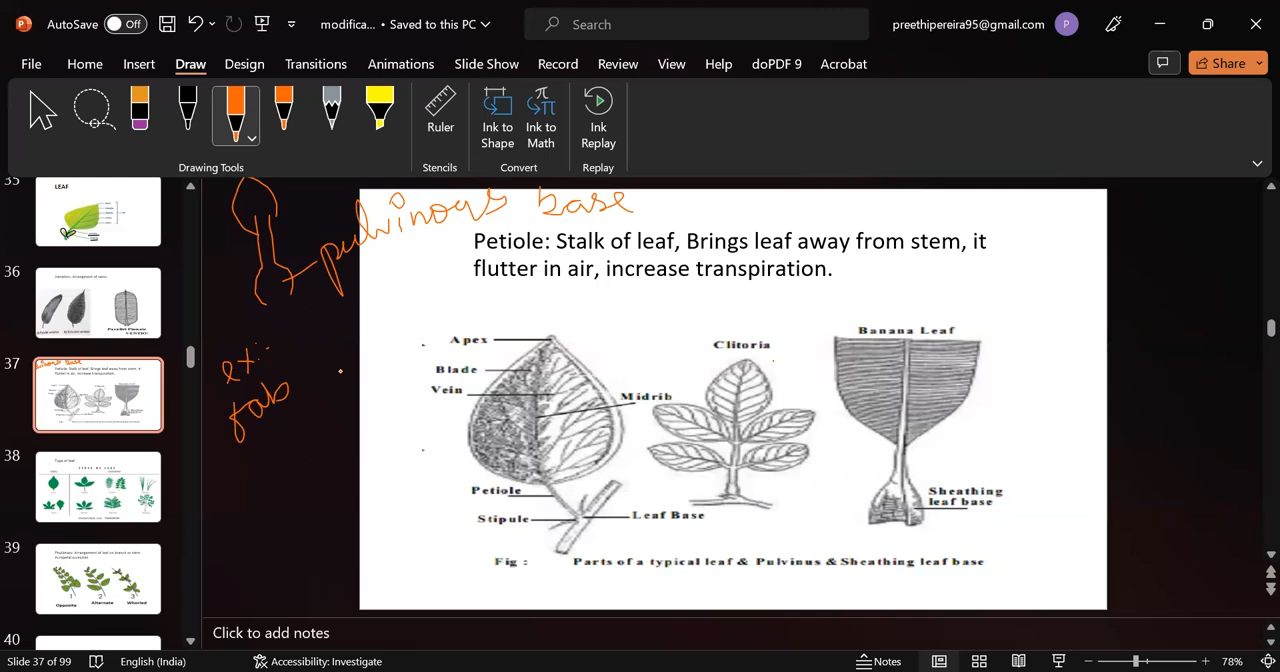 AutoSave Off modifica... • Saved to this PC Search preethipereira95@gmail.com P
File Home Insert Draw Design Transitions Animations Slide Show Record Review View Help doPDF 9 Acrobat Share
Ruler Ink to Shape Ink to Math Ink Replay
Drawing Tools Stencils Convert Replay
35
LEAF
36
37
38
39
Opposite Alternate Whorled
40
pulvinous base
ex:
fab
Petiole: Stalk of leaf, Brings leaf away from stem, it
flutter in air, increase transpiration.
Apex
Blade
Vein
Midrib
Petiole
Stipule
Leaf Base
Clitoria
Banana Leaf
Sheathing
leaf base
Fig : Parts of a typical leaf & Pulvinus & Sheathing leaf base
Click to add notes
Slide 37 of 99 English (India) Accessibility: Investigate Notes 78%